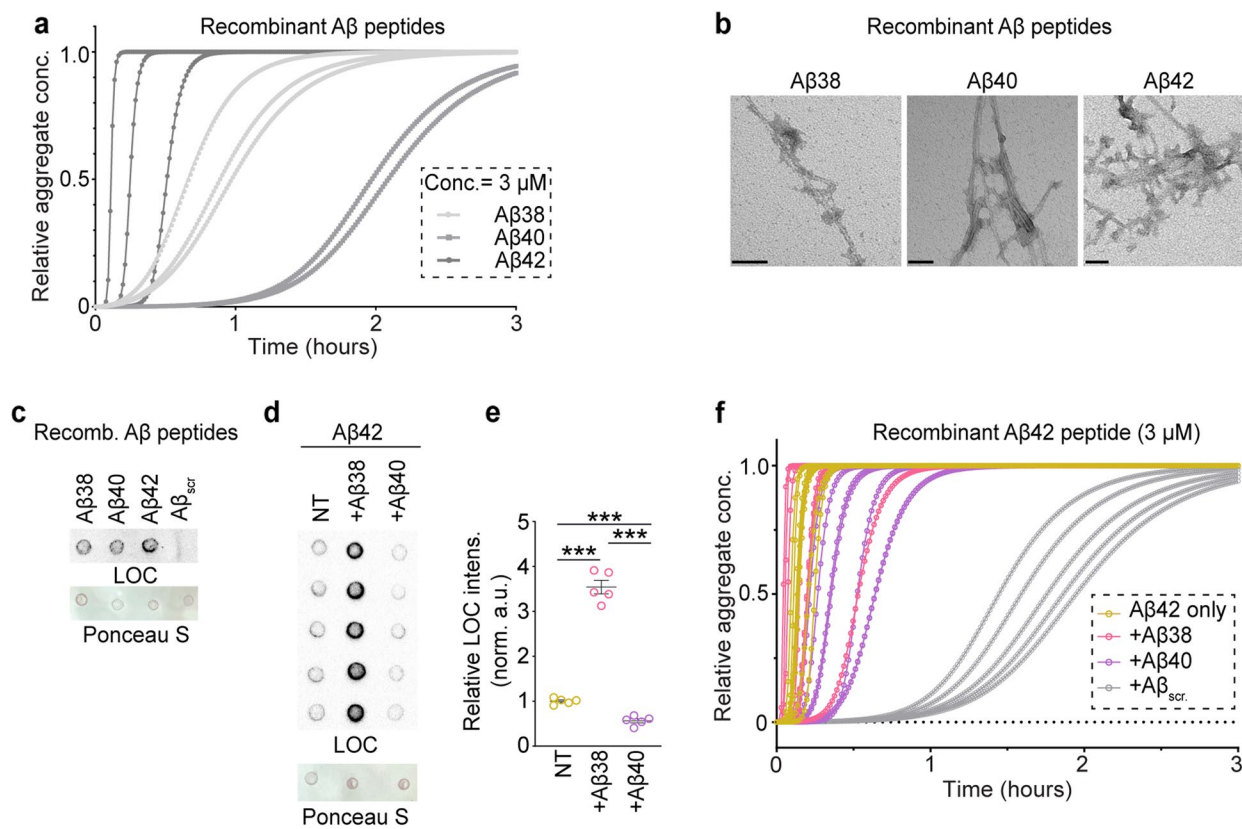 a
Recombinant Aβ peptides
Relative aggregate conc.
1.0
0.5
0
0
1
2
3
Time (hours)
Conc.= 3 μM
Aβ38
Aβ40
Aβ42
b
Recombinant Aβ peptides
Aβ38
Aβ40
Aβ42
c
Recomb. Aβ peptides
Aβ38
Aβ40
Aβ42
Aβscr
LOC
Ponceau S
d
Aβ42
NT
+Aβ38
+Aβ40
LOC
Ponceau S
e
Relative LOC intens.
(norm. a.u.)
5
4
3
2
1
0
***
***
***
NT
+Aβ38
+Aβ40
f
Recombinant Aβ42 peptide (3 μM)
Relative aggregate conc.
1.0
0.5
0
0
1
2
3
Time (hours)
Aβ42 only
+Aβ38
+Aβ40
+Aβscr.